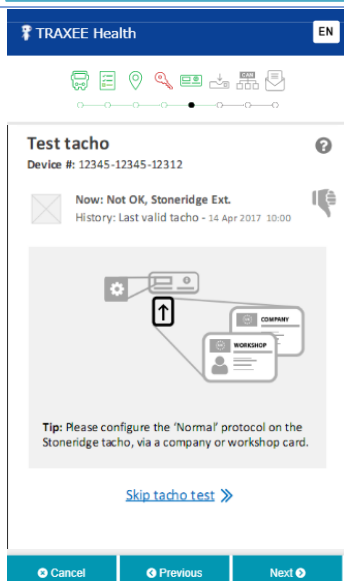 TRAXEE Health
EN
CAN
Test tacho
Device #: 12345-12345-12312
Now: Not OK, Stoneridge Ext.
History: Last valid tacho - 14 Apr 2017 10:00
COMPANY
WORKSHOP
Tip: Please configure the 'Normal' protocol on the
Stoneridge tacho, via a company or workshop card.
Skip tacho test
Cancel
Previous
Next